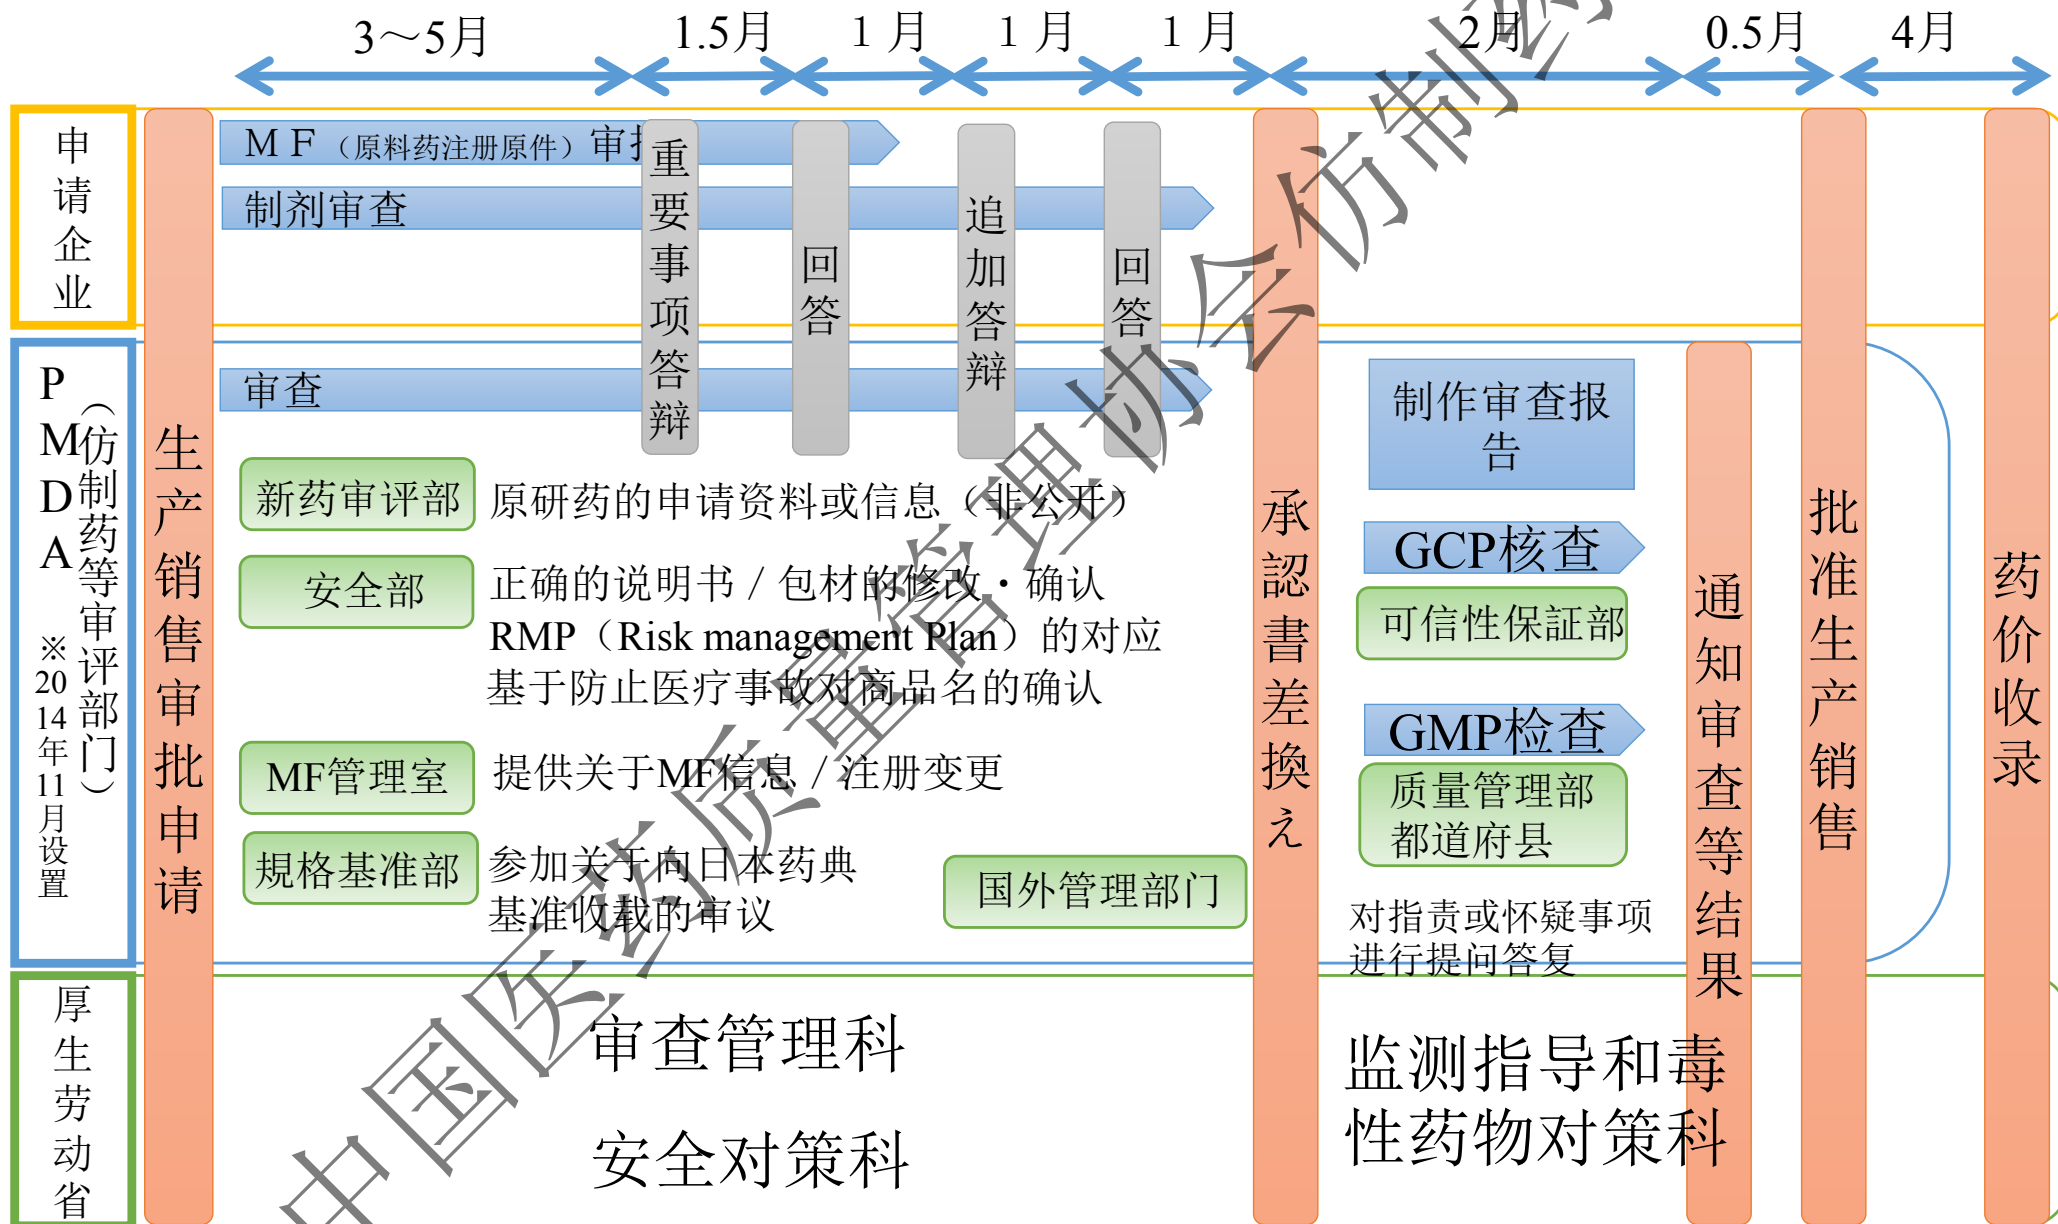 3～5月
1.5月
1 月
1 月
1 月
2月
0.5月
4月
申请企业
ＭＦ（原料药注册原件）审
制剂审查
重要事项答辩
回答
追加答辩
回答
PMDA
（仿制药等审评部门）
※2014年11月设置
生产销售审批申请
审查
新药审评部
原研药的申请资料或信息（非公开）
安全部
正确的说明书／包材的修改・确认
RMP（Risk management Plan）的对应
基于防止医疗事故对商品名的确认
MF管理室
提供关于MF信息／注册变更
規格基准部
参加关于向日本药典
基准收载的审议
国外管理部门
承認書差換え
制作审查报
告
GCP核查
可信性保証部
GMP检查
质量管理部
都道府县
对指责或怀疑事项
进行提问答复
通知审查等结果
批准生产销售
药价收录
厚生劳动省
审查管理科
安全对策科
监测指导和毒
性药物对策科
中国医药质量管理协会仿制药